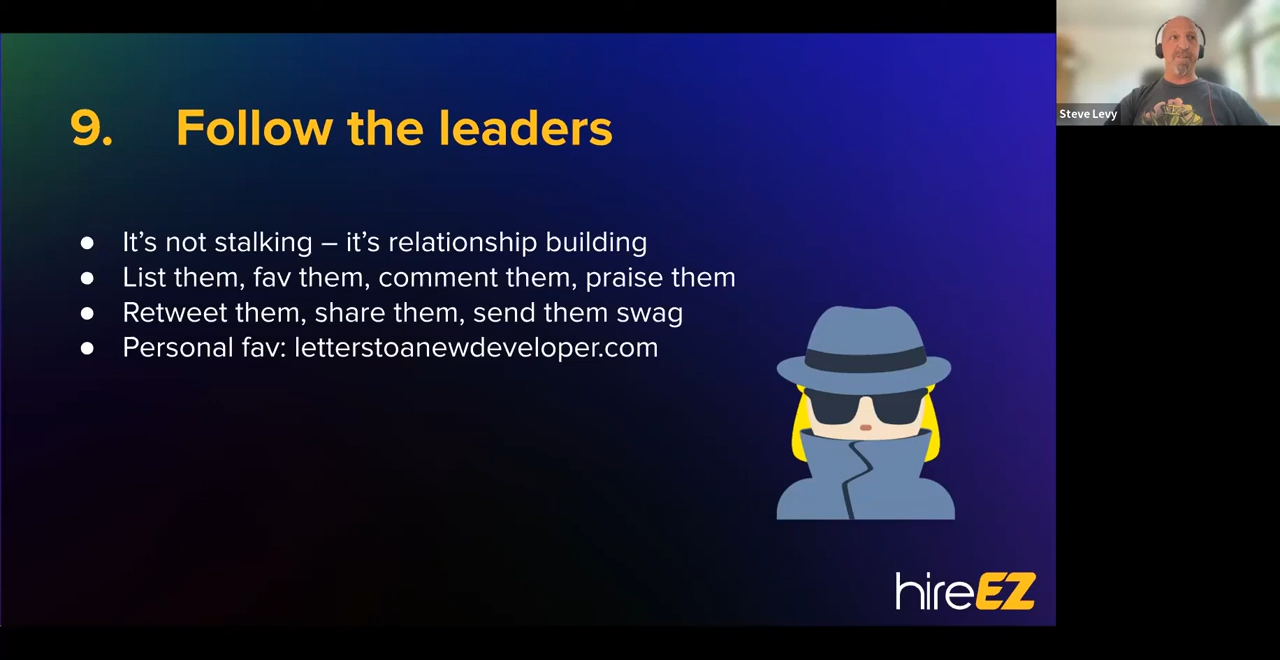 9. Follow the leaders
● It’s not stalking – it’s relationship building
● List them, fav them, comment them, praise them
● Retweet them, share them, send them swag
● Personal fav: letterstoanewdeveloper.com
hireEZ
Steve Levy